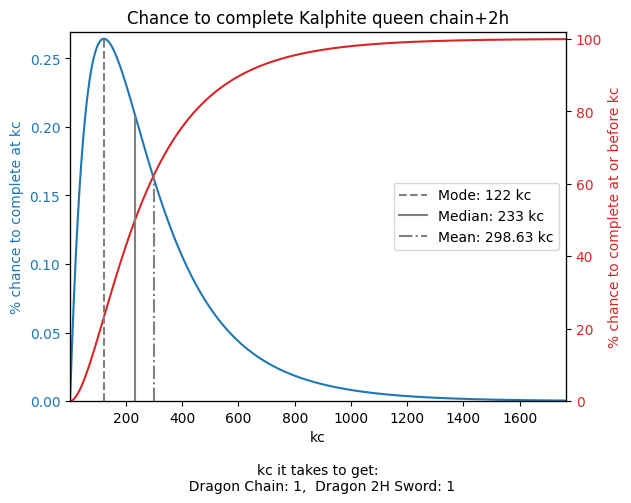 Chance to complete Kalphite queen chain+2h
% chance to complete at kc
0.25
0.20
0.15
0.10
0.05
0.00
Mode: 122 kc
Median: 233 kc
Mean: 298.63 kc
100
80
60
40
20
0
% chance to complete at or before kc
200 400 600 800 1000 1200 1400 1600
kc
kc it takes to get:
Dragon Chain: 1,  Dragon 2H Sword: 1